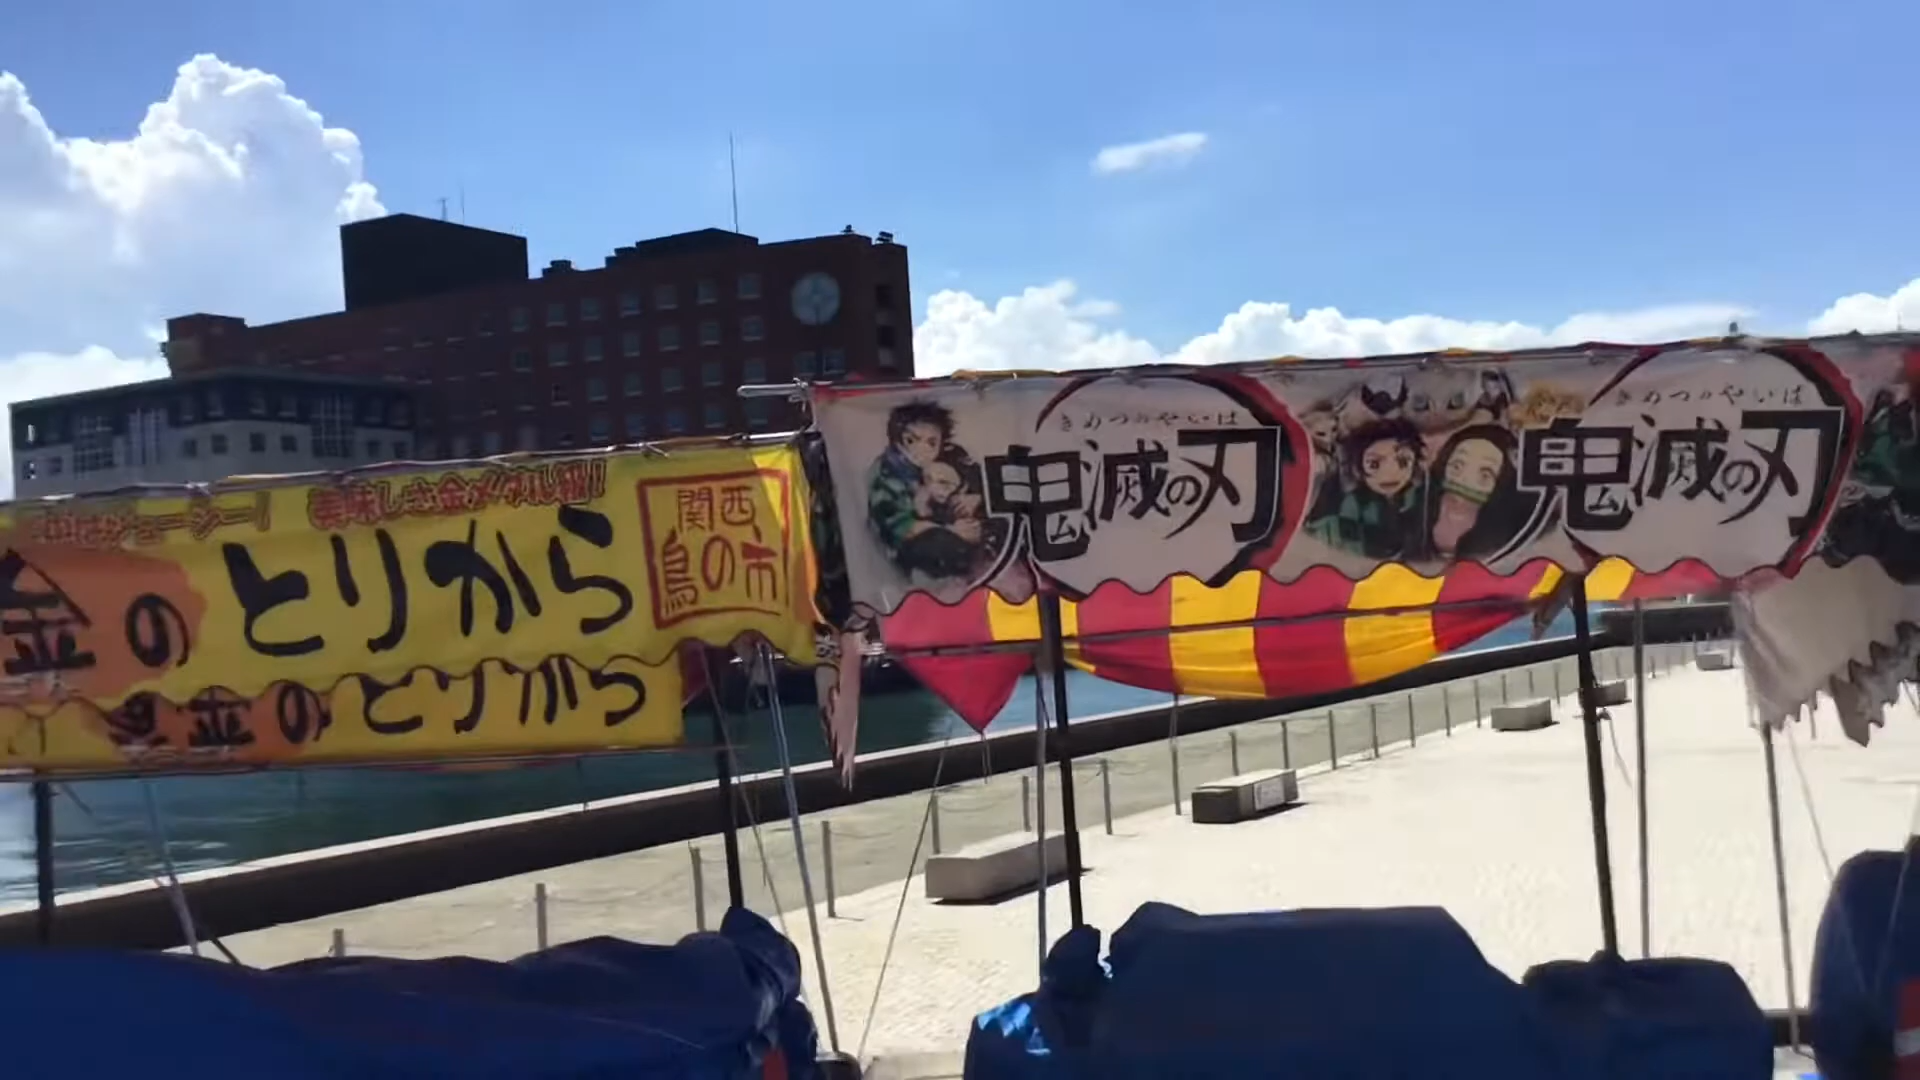 美味しさ金メダル級!
金のとりから
関西
鳥の市
金のとりから
きめつのやいば
鬼滅の刃
きめつのやいば
鬼滅の刃